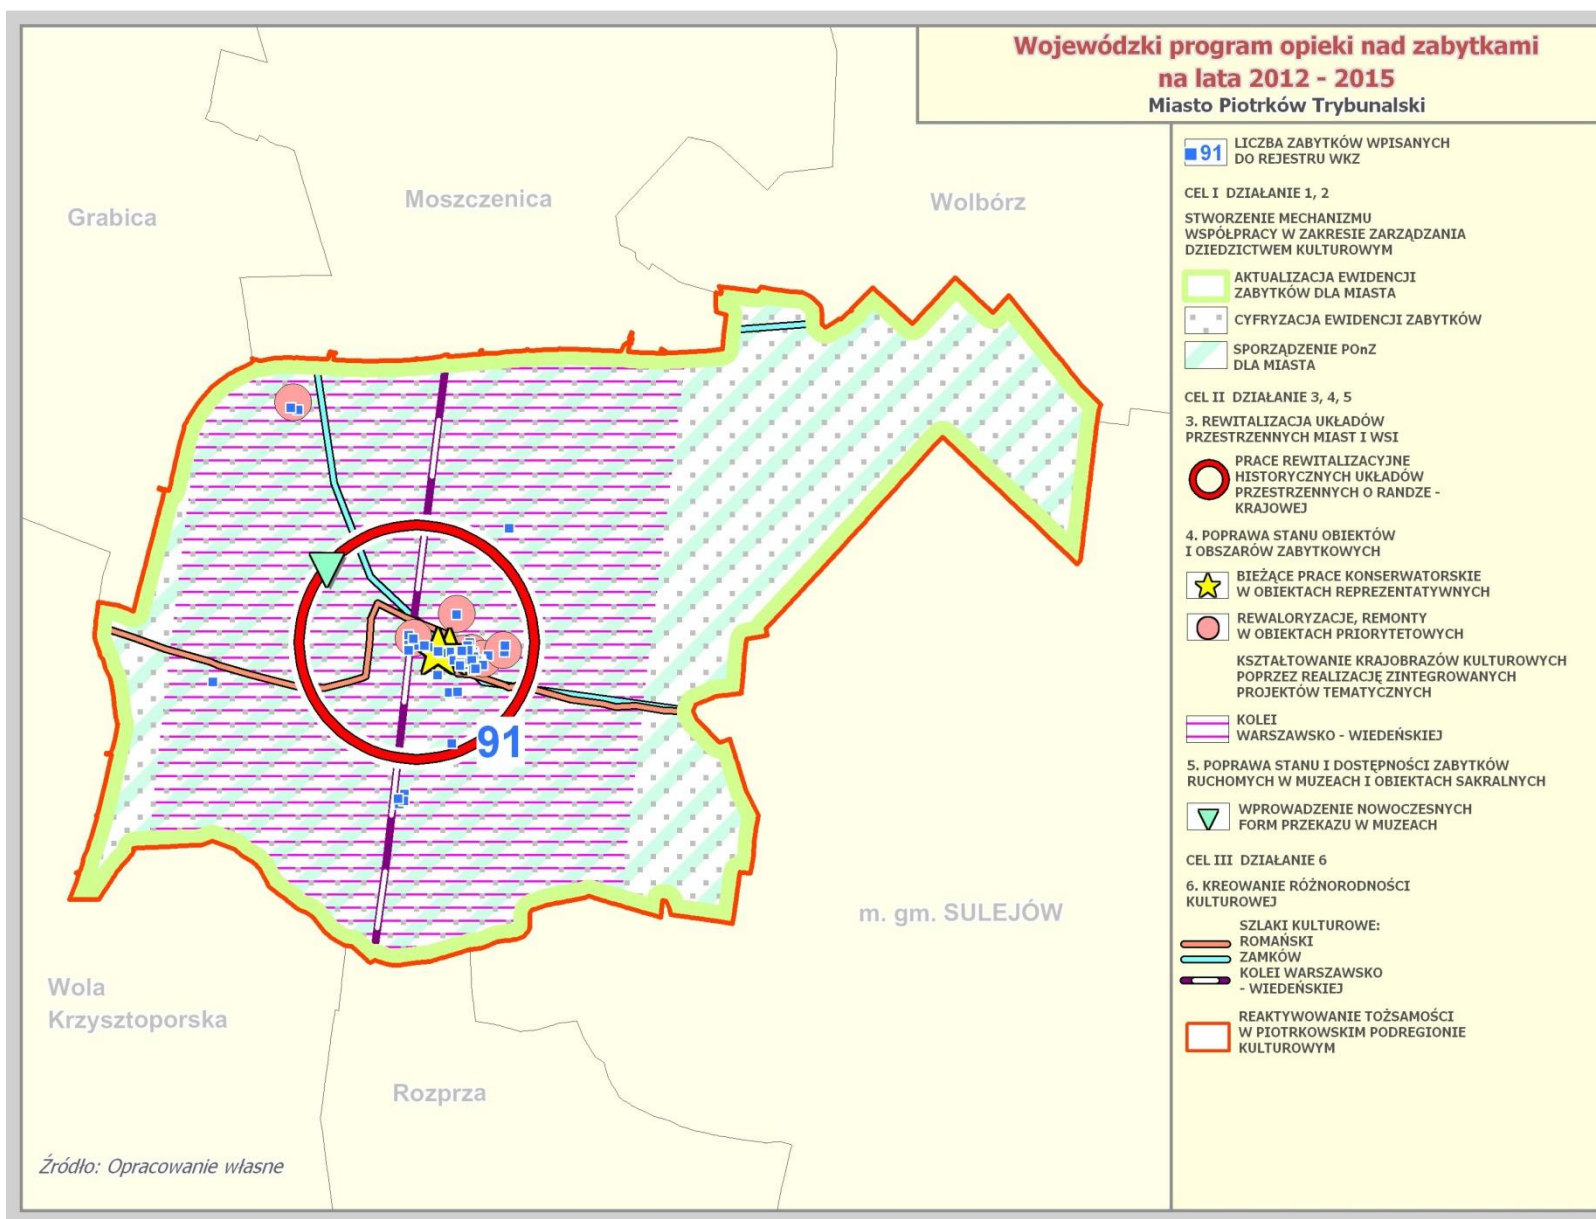 Wojewódzki program opieki nad zabytkami
na lata 2012 - 2015
Miasto Piotrków Trybunalski
Grabica
Moszczenica
Wolbórz
91
m. gm. SULEJÓW
Wola
Krzysztoporska
Rozprza
Źródło: Opracowanie własne
91 LICZBA ZABYTKÓW WPISANYCH
DO REJESTRU WKZ
CEL I DZIAŁANIE 1, 2
STWORZENIE MECHANIZMU
WSPÓŁPRACY W ZAKRESIE ZARZĄDZANIA
DZIEDZICTWEM KULTUROWYM
AKTUALIZACJA EWIDENCJI
ZABYTKÓW DLA MIASTA
CYFRYZACJA EWIDENCJI ZABYTKÓW
SPORZĄDZENIE POnZ
DLA MIASTA
CEL II DZIAŁANIE 3, 4, 5
3. REWITALIZACJA UKŁADÓW
PRZESTRZENNYCH MIAST I WSI
PRACE REWITALIZACYJNE
HISTORYCZNYCH UKŁADÓW
PRZESTRZENNYCH O RANDZE -
KRAJOWEJ
4. POPRAWA STANU OBIEKTÓW
I OBSZARÓW ZABYTKOWYCH
BIEŻĄCE PRACE KONSERWATORSKIE
W OBIEKTACH REPREZENTATYWNYCH
REWALORYZACJE, REMONTY
W OBIEKTACH PRIORYTETOWYCH
KSZTAŁTOWANIE KRAJOBRAZÓW KULTUROWYCH
POPRZEZ REALIZACJĘ ZINTEGROWANYCH
PROJEKTÓW TEMATYCZNYCH
KOLEI
WARSZAWSKO - WIEDEŃSKIEJ
5. POPRAWA STANU I DOSTĘPNOŚCI ZABYTKÓW
RUCHOMYCH W MUZEACH I OBIEKTACH SAKRALNYCH
WPROWADZENIE NOWOCZESNYCH
FORM PRZEKAZU W MUZEACH
CEL III DZIAŁANIE 6
6. KREOWANIE RÓŻNORODNOŚCI
KULTUROWEJ
SZLAKI KULTUROWE:
ROMAŃSKI
ZAMKÓW
KOLEI WARSZAWSKO
- WIEDEŃSKIEJ
REAKTYWOWANIE TOŻSAMOŚCI
W PIOTRKOWSKIM PODREGIONIE
KULTUROWYM